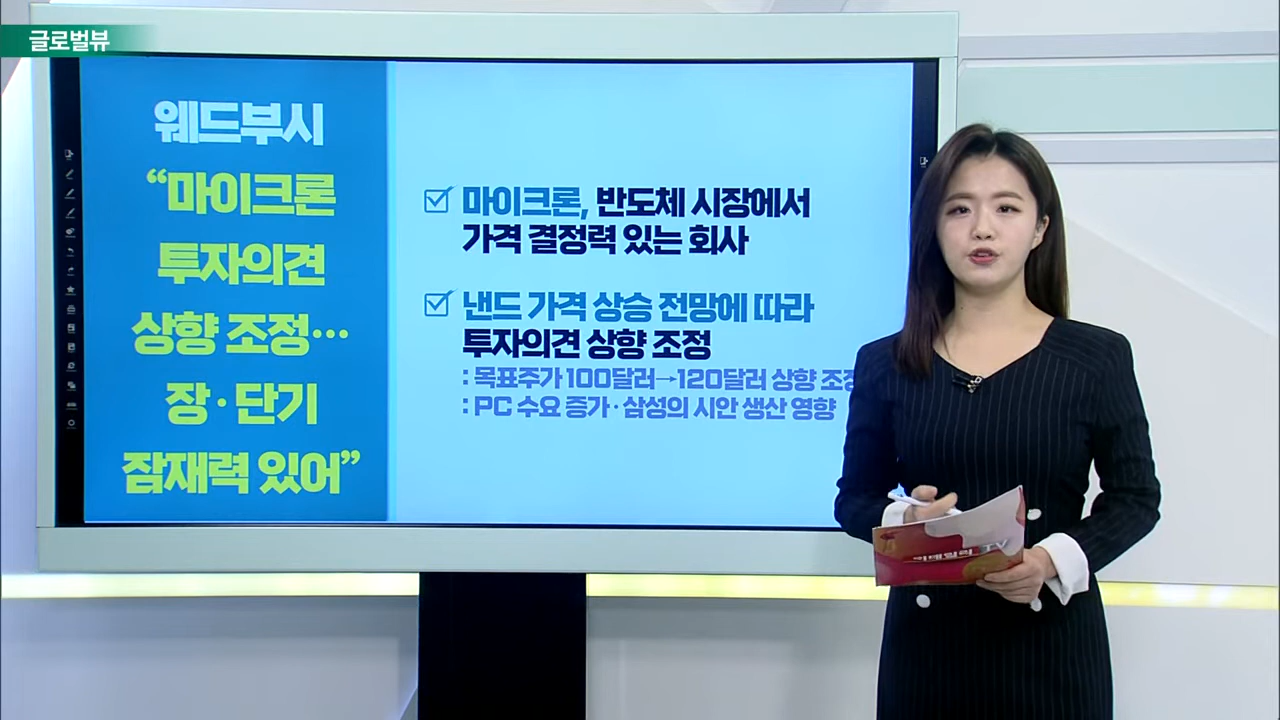 글로벌뷰
웨드부시
“마이크론
투자의견
상향 조정…
장·단기
잠재력 있어”
마이크론, 반도체 시장에서
가격 결정력 있는 회사
낸드 가격 상승 전망에 따라
투자의견 상향 조정
: 목표주가 100달러→120달러 상향 조정
: PC 수요 증가·삼성의 시안 생산 영향
TV